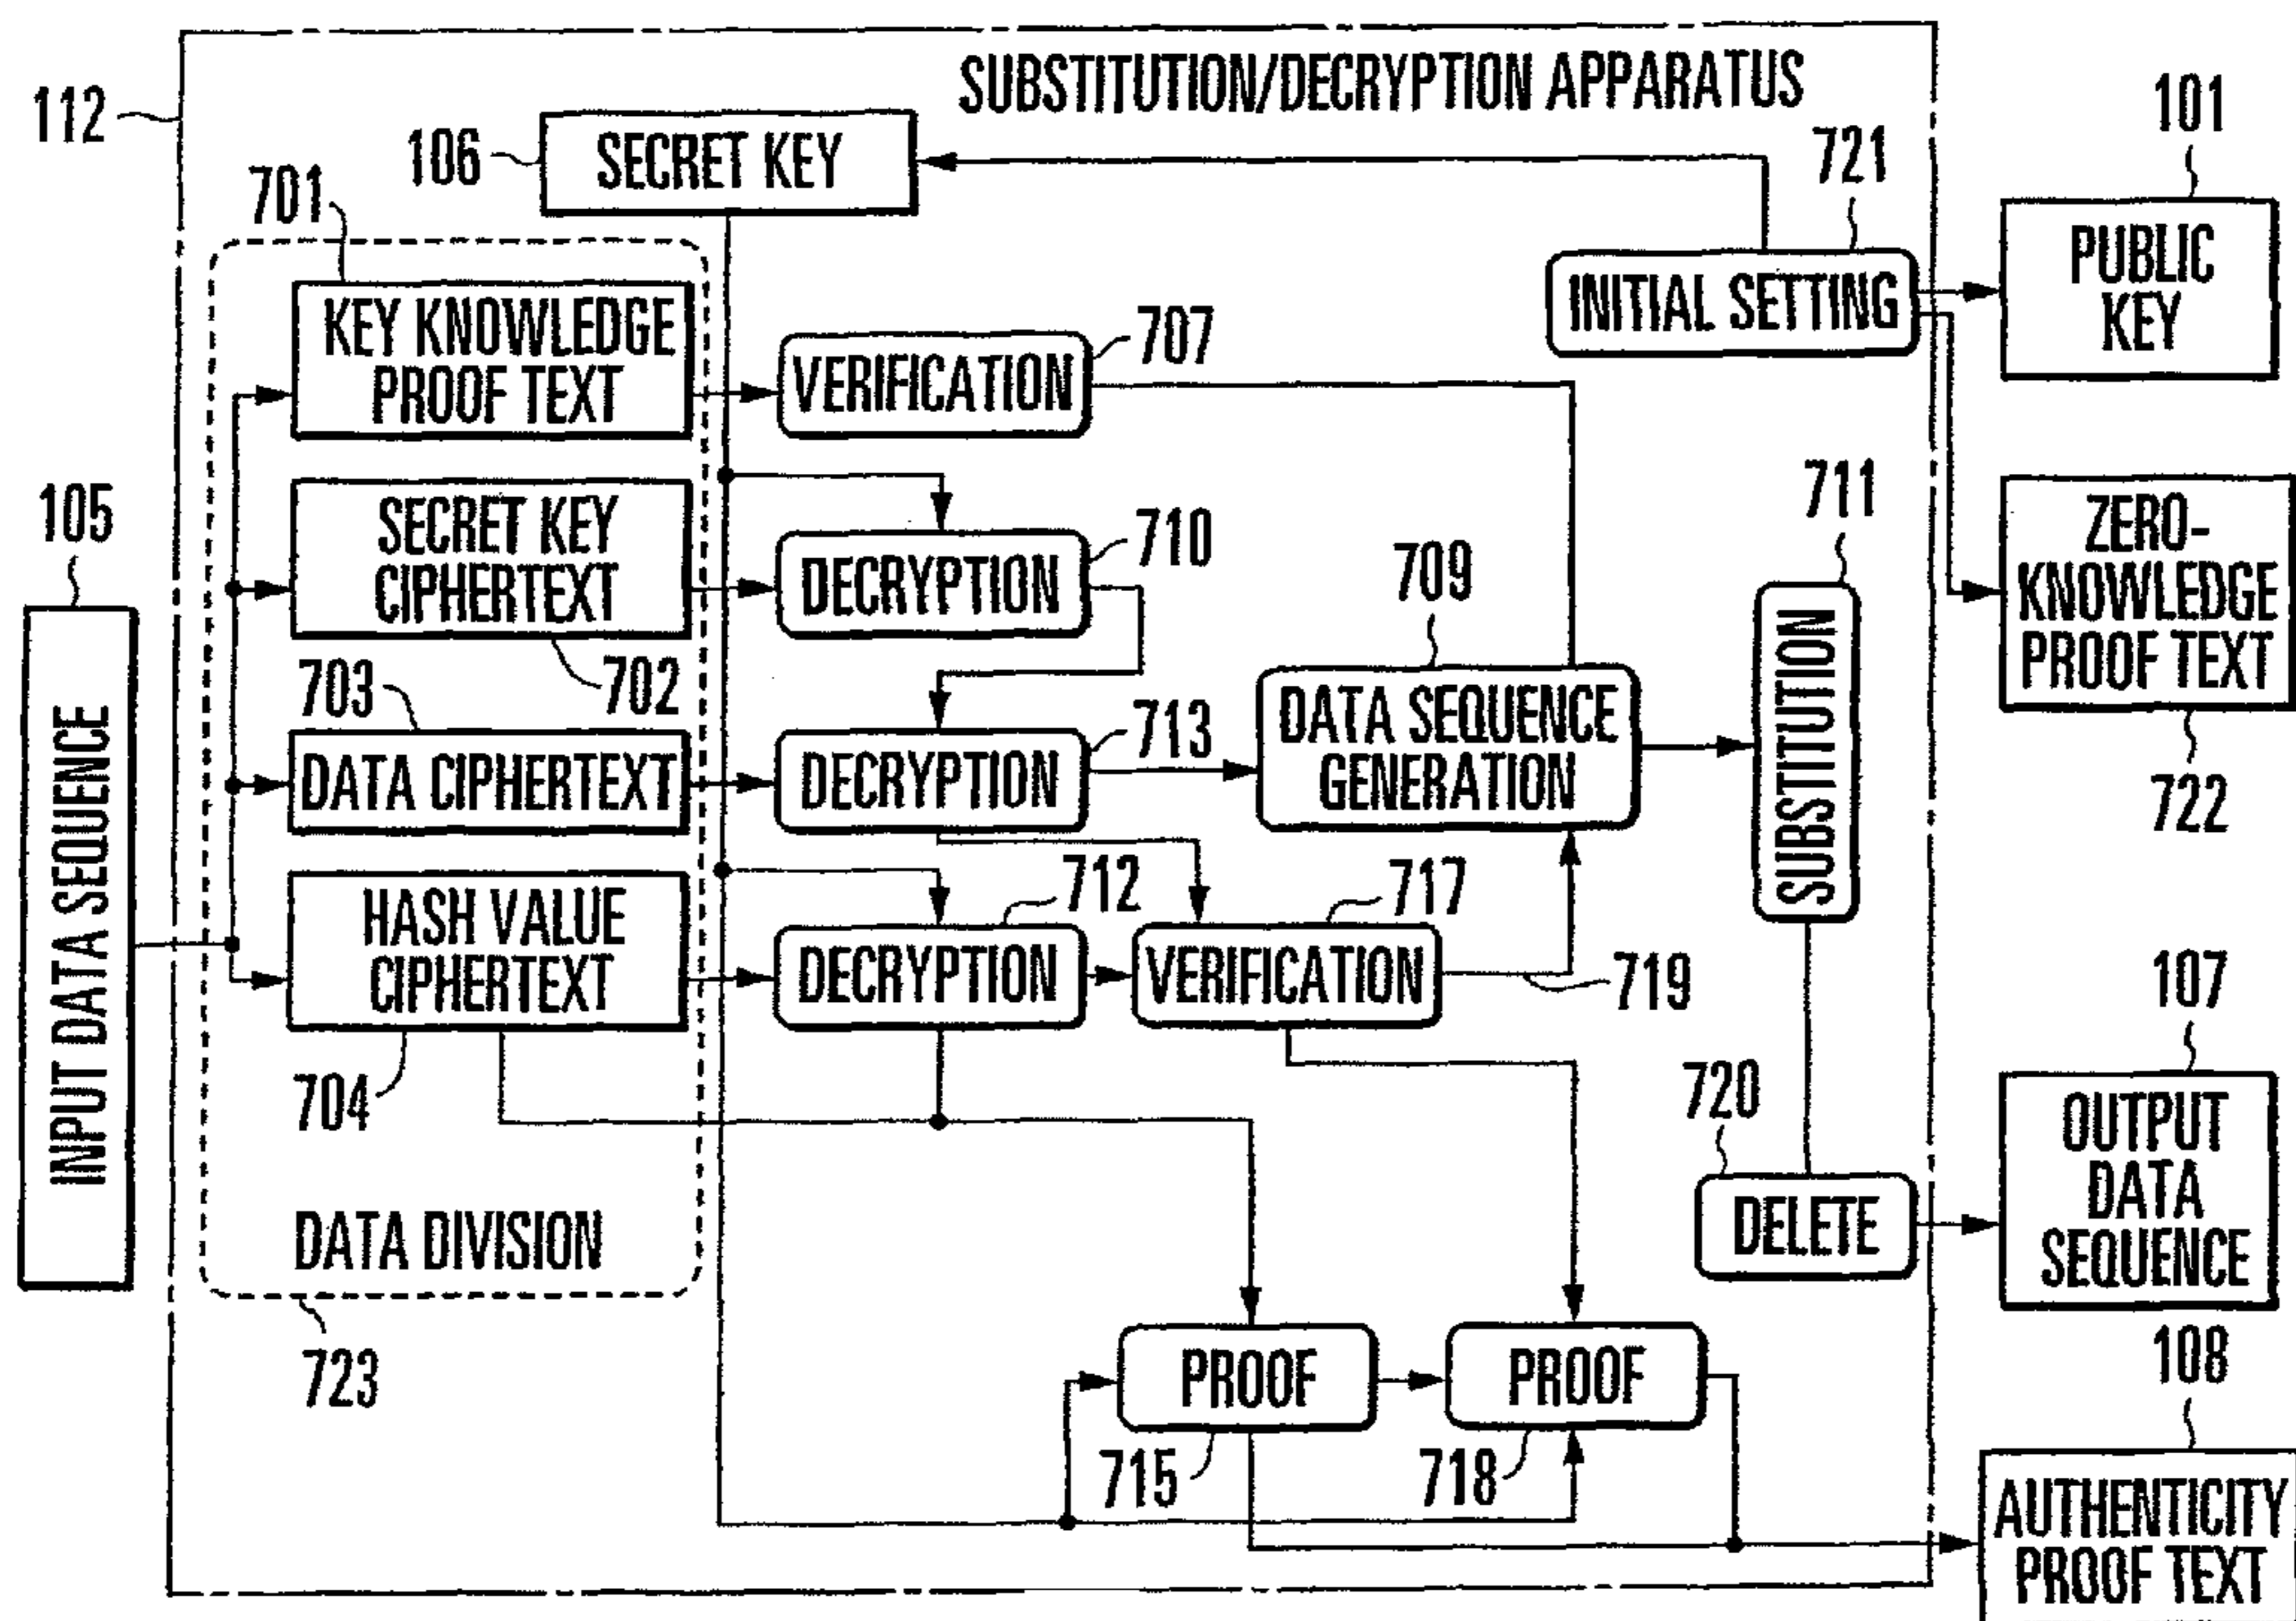 SUBSTITUTION/DECRYPTION APPARATUS
112
106
SECRET KEY
721
101
701
INITIAL SETTING
PUBLIC
KEY
KEY KNOWLEDGE
PROOF TEXT
VERIFICATION
707
105
SECRET KEY
CIPHERTEXT
702
DECRYPTION
710
709
711
ZERO-
KNOWLEDGE
PROOF TEXT
722
INPUT DATA SEQUENCE
703
DATA CIPHERTEXT
DECRYPTION
713
DATA SEQUENCE
GENERATION
SUBSTITUTION
HASH VALUE
CIPHERTEXT
704
712
DECRYPTION
717
VERIFICATION
719
107
720
DELETE
OUTPUT
DATA
SEQUENCE
DATA DIVISION
723
PROOF
715
PROOF
718
108
AUTHENTICITY
PROOF TEXT